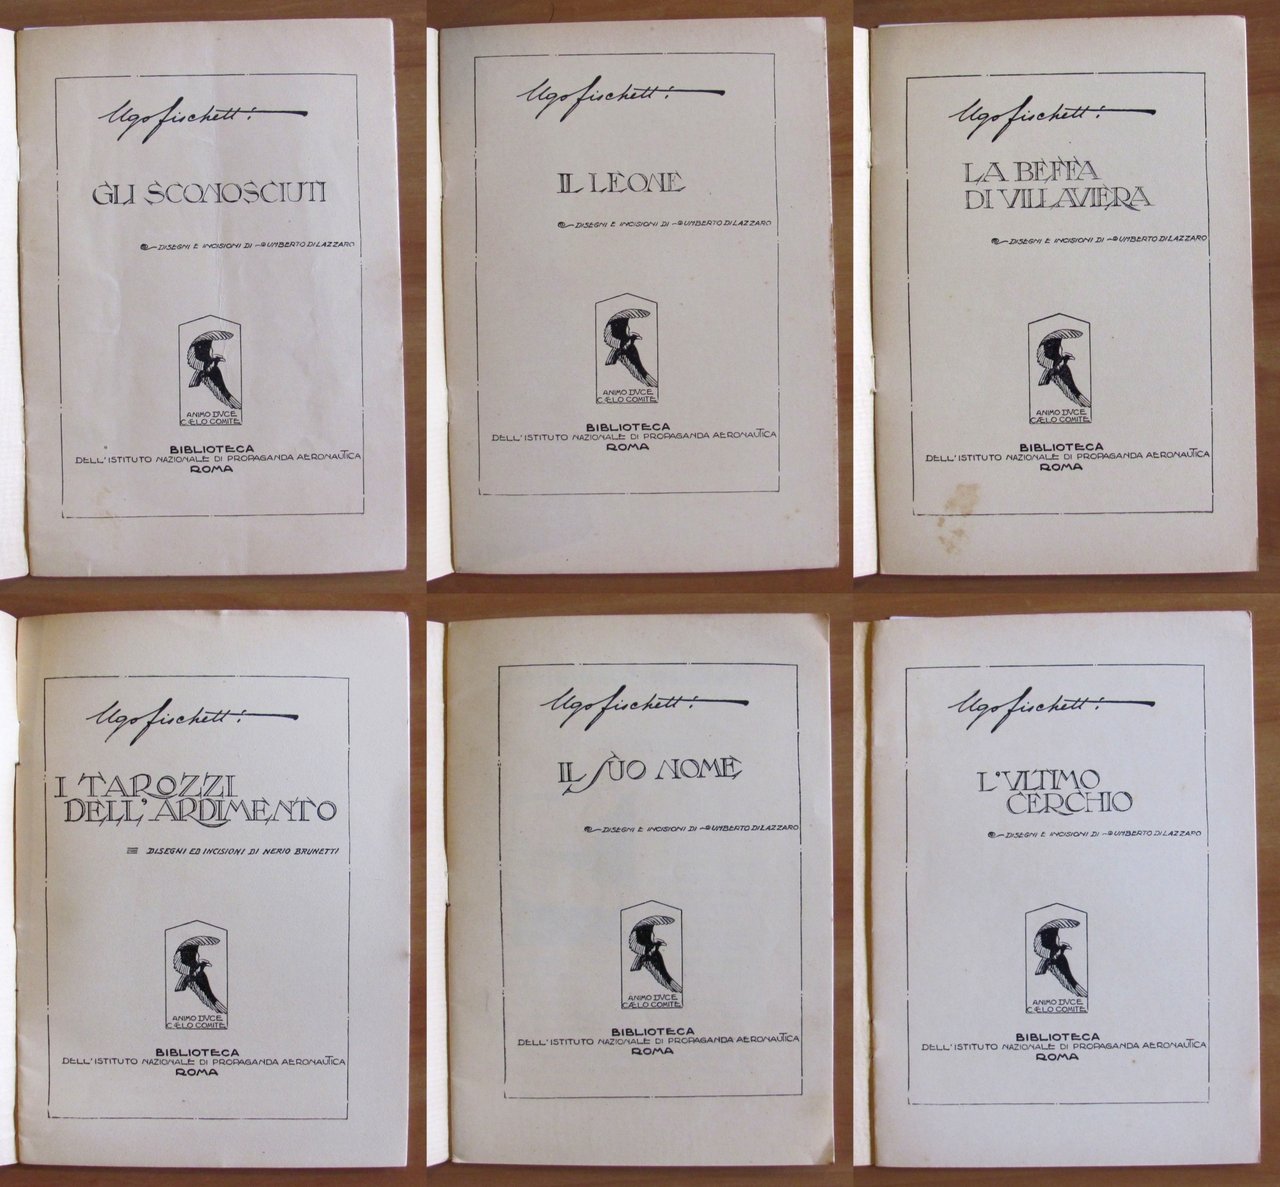 Ugo fischetti
GLI SCONOSCIUTI
DISEGNI E INCISIONI DI UMBERTO DI LAZZARO
ANIMO DVCE
CÆLO COMITE
BIBLIOTECA
DELL'ISTITUTO NAZIONALE DI PROPAGANDA AERONAUTICA
ROMA
Ugo fischetti
IL LEONE
DISEGNI E INCISIONI DI UMBERTO DI LAZZARO
ANIMO DVCE
CÆLO COMITE
BIBLIOTECA
DELL'ISTITUTO NAZIONALE DI PROPAGANDA AERONAUTICA
ROMA
Ugo fischetti
LA BEFFA
DI VILLAVIERA
DISEGNI E INCISIONI DI UMBERTO DI LAZZARO
ANIMO DVCE
CÆLO COMITE
BIBLIOTECA
DELL'ISTITUTO NAZIONALE DI PROPAGANDA AERONAUTICA
ROMA
Ugo fischetti
I TAROZZI
DELL'ARDIMENTO
DISEGNI ED INCISIONI DI NERIO BRUNETTI
ANIMO DVCE
CÆLO COMITE
BIBLIOTECA
DELL'ISTITUTO NAZIONALE DI PROPAGANDA AERONAUTICA
ROMA
Ugo fischetti
IL SUO NOME
DISEGNI E INCISIONI DI UMBERTO DI LAZZARO
ANIMO DVCE
CÆLO COMITE
BIBLIOTECA
DELL'ISTITUTO NAZIONALE DI PROPAGANDA AERONAUTICA
ROMA
Ugo fischetti
L'VLTIMO
CERCHIO
DISEGNI E INCISIONI DI UMBERTO DI LAZZARO
ANIMO DVCE
CÆLO COMITE
BIBLIOTECA
DELL'ISTITUTO NAZIONALE DI PROPAGANDA AERONAUTICA
ROMA